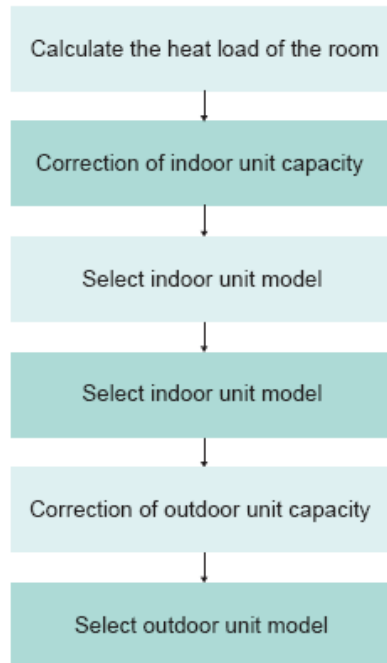 Calculate the heat load of the room
Correction of indoor unit capacity
Select indoor unit model
Select indoor unit model
Correction of outdoor unit capacity
Select outdoor unit model